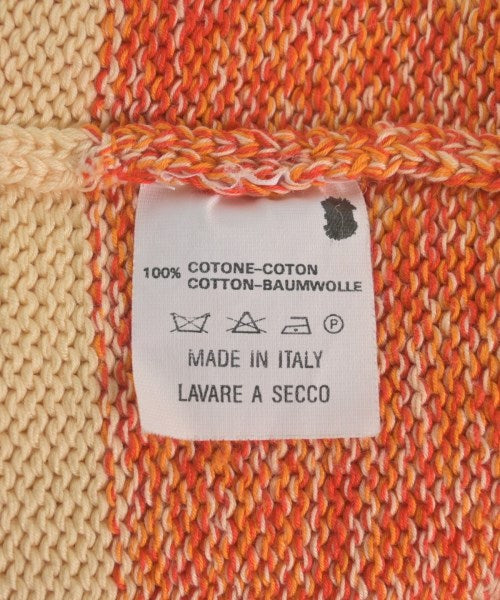 100% COTONE-COTON
COTTON-BAUMWOLLE
P
MADE IN ITALY
LAVARE A SECCO